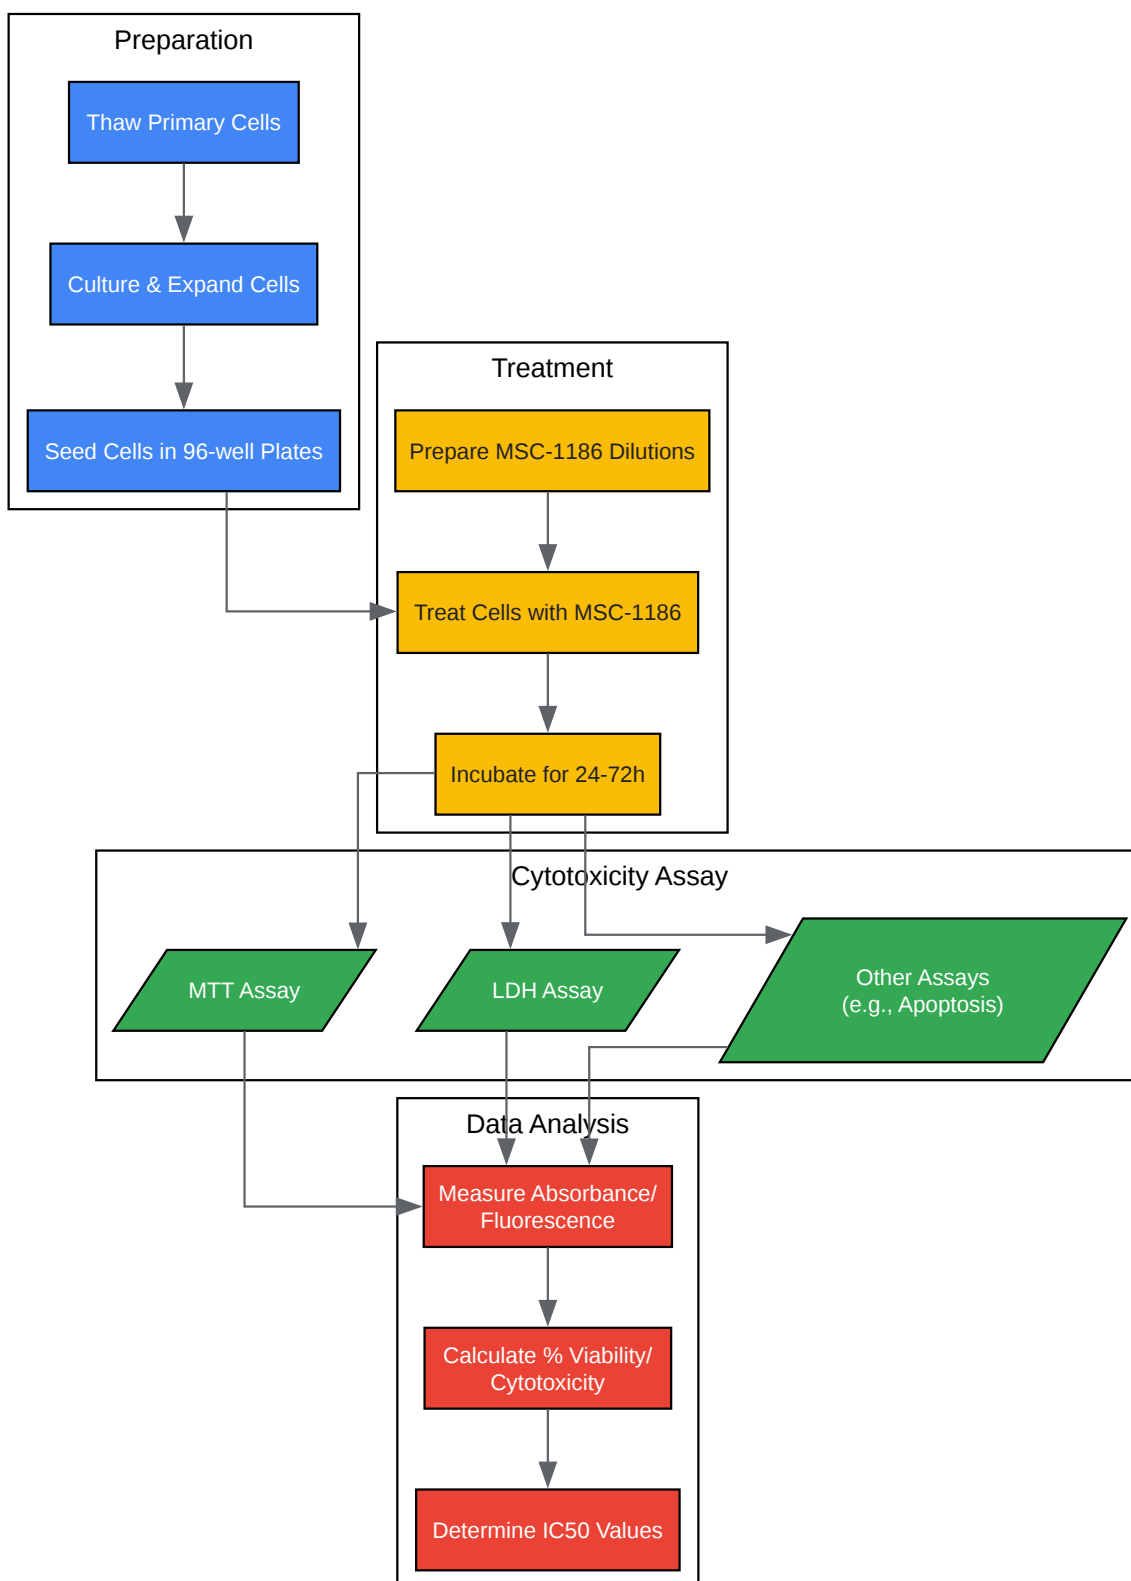 Preparation
Thaw Primary Cells
Culture & Expand Cells
Seed Cells in 96-well Plates
Treatment
Prepare MSC-1186 Dilutions
Treat Cells with MSC-1186
Incubate for 24-72h
Cytotoxicity Assay
MTT Assay
LDH Assay
Other Assays
(e.g., Apoptosis)
Data Analysis
Measure Absorbance/
Fluorescence
Calculate % Viability/
Cytotoxicity
Determine IC50 Values